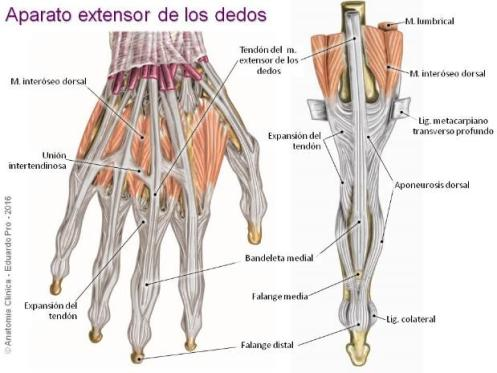 Aparato extensor de los dedos
M. lumbrical
Tendón del m.
extensor de los
dedos
M. interóseo dorsal
M. interóseo dorsal
Lig. metacarpiano
transverso profundo
Expansión del
tendón
Unión
intertendinosa
Aponeurosis dorsal
Bandeleta medial
Expansión del
tendón
Falange media
Lig. colateral
Falange distal
© Anatomía Clínica - Eduardo Pro - 2016